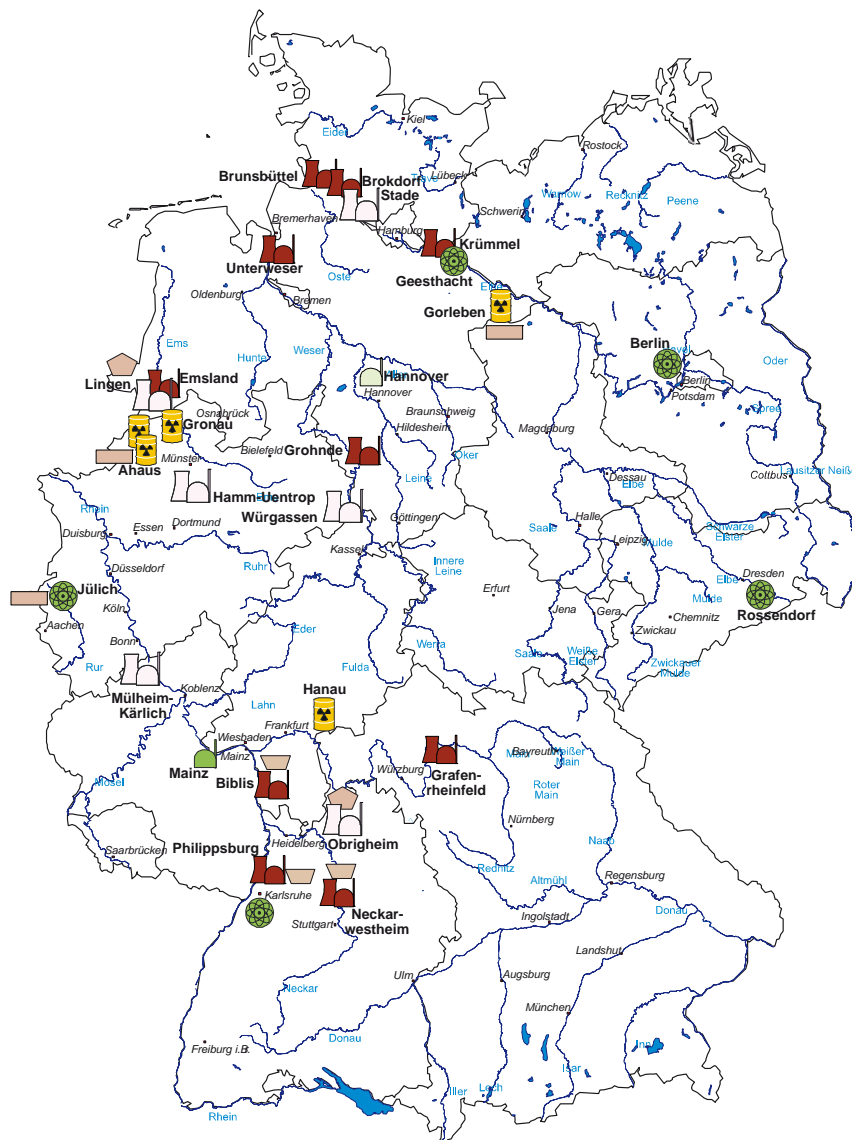 Kiel
Eider
Rostock
Brunsbüttel
Trave
Lübeck
Brokdorf
Warnow
Recknitz
Peene
Stade
Schwerin
Bremerhaven
Hamburg
Krümmel
Unterweser
Oste
Geesthacht
Elbe
Oldenburg
Bremen
Gorleben
Ems
Weser
Berlin
Havel
Hunte
Oder
Lingen
Emsland
Aller
Hannover
Berlin
Hannover
Potsdam
Osnabrück
Braunschweig
Spree
Gronau
Hildesheim
Magdeburg
Bielefeld
Grohnde
Oker
Münster
Ahaus
Lausitzer Neiße
Leine
Dessau
Cottbus
Elbe
Hamm-Uentrop
Rhein
Würgassen
Göttingen
Dortmund
Essen
Halle
Saale
Schwarze
Elster
Duisburg
Leipzig
Mulde
Kassel
Innere
Leine
Ruhr
Düsseldorf
Dresden
Elbe
Jülich
Erfurt
Rossendorf
Mulde
Köln
Jena
Gera
Chemnitz
Aachen
Zwickau
Eder
Bonn
Werra
Weiße
Elster
Saale
Rur
Fulda
Zwickauer
Mulde
Koblenz
Mülheim-
Kärlich
Lahn
Hanau
Frankfurt
Wiesbaden
Mainz
Bayreuth
Weißer
Main
Main
Mainz
Grafen-
rheinfeld
Würzburg
Mosel
Biblis
Roter
Main
Nürnberg
Obrigheim
Heidelberg
Naab
Saarbrücken
Philippsburg
Rednitz
Altmühl
Regensburg
Karlsruhe
Neckar-
westheim
Donau
Stuttgart
Ingolstadt
Landshut
Ulm
Augsburg
Neckar
München
Donau
Freiburg i.B.
Inn
Isar
Iller
Lech
Rhein